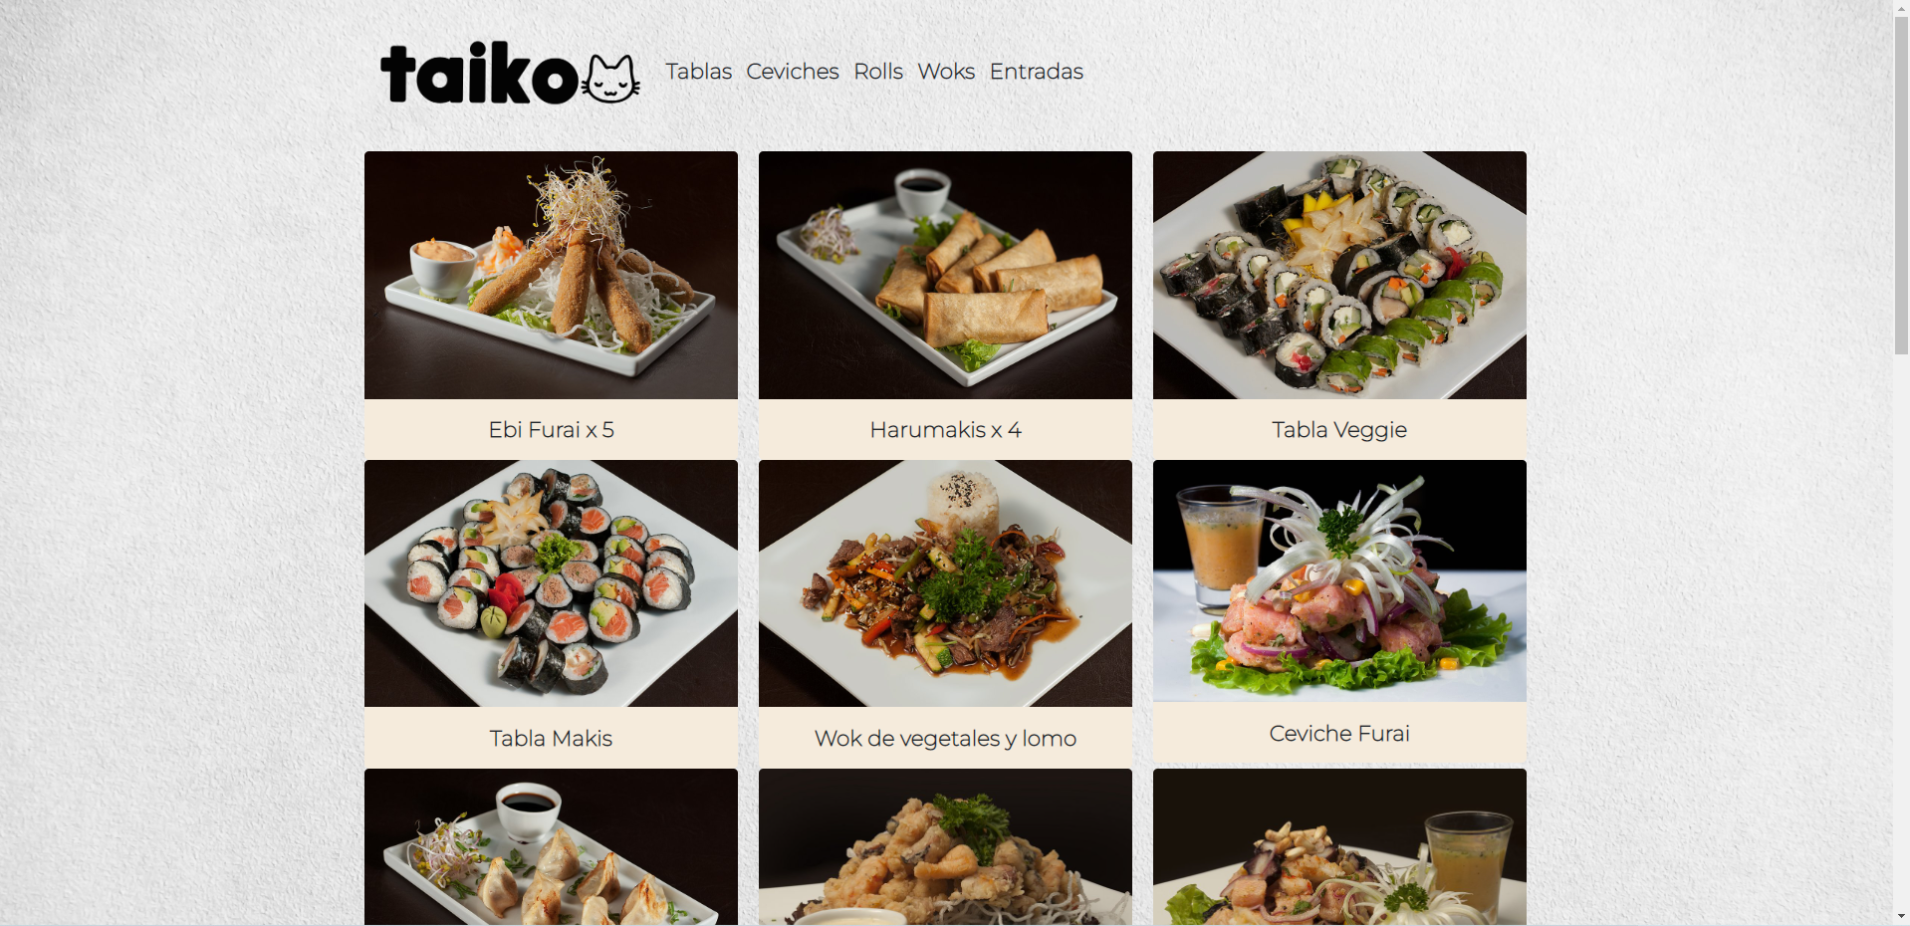 taiko
Tablas Ceviches Rolls Woks Entradas
Ebi Furai x 5
Harumakis x 4
Tabla Veggie
Tabla Makis
Wok de vegetales y lomo
Ceviche Furai